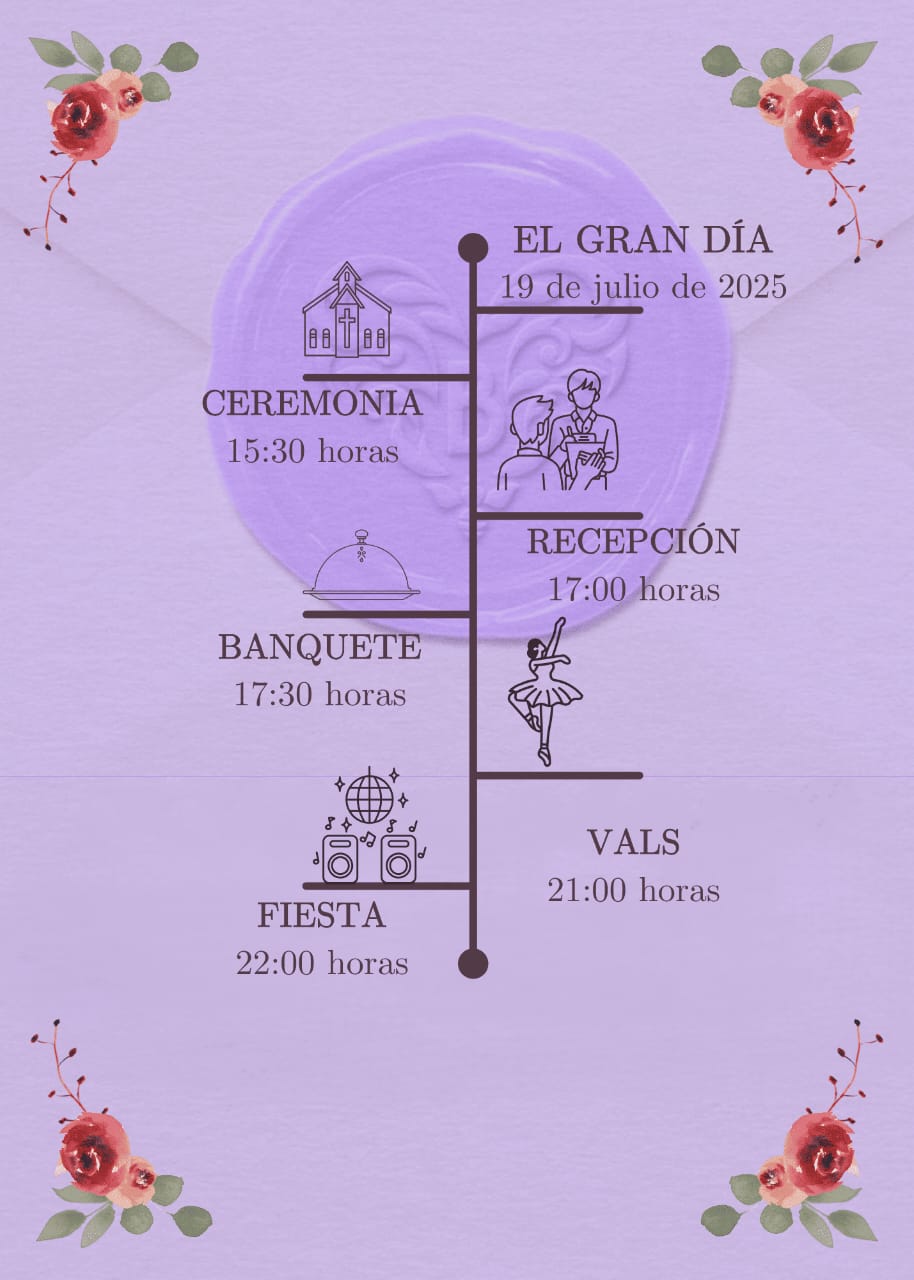 EL GRAN DÍA
19 de julio de 2025
CEREMONIA
15:30 horas
RECEPCIÓN
17:00 horas
BANQUETE
17:30 horas
VALS
21:00 horas
FIESTA
22:00 horas